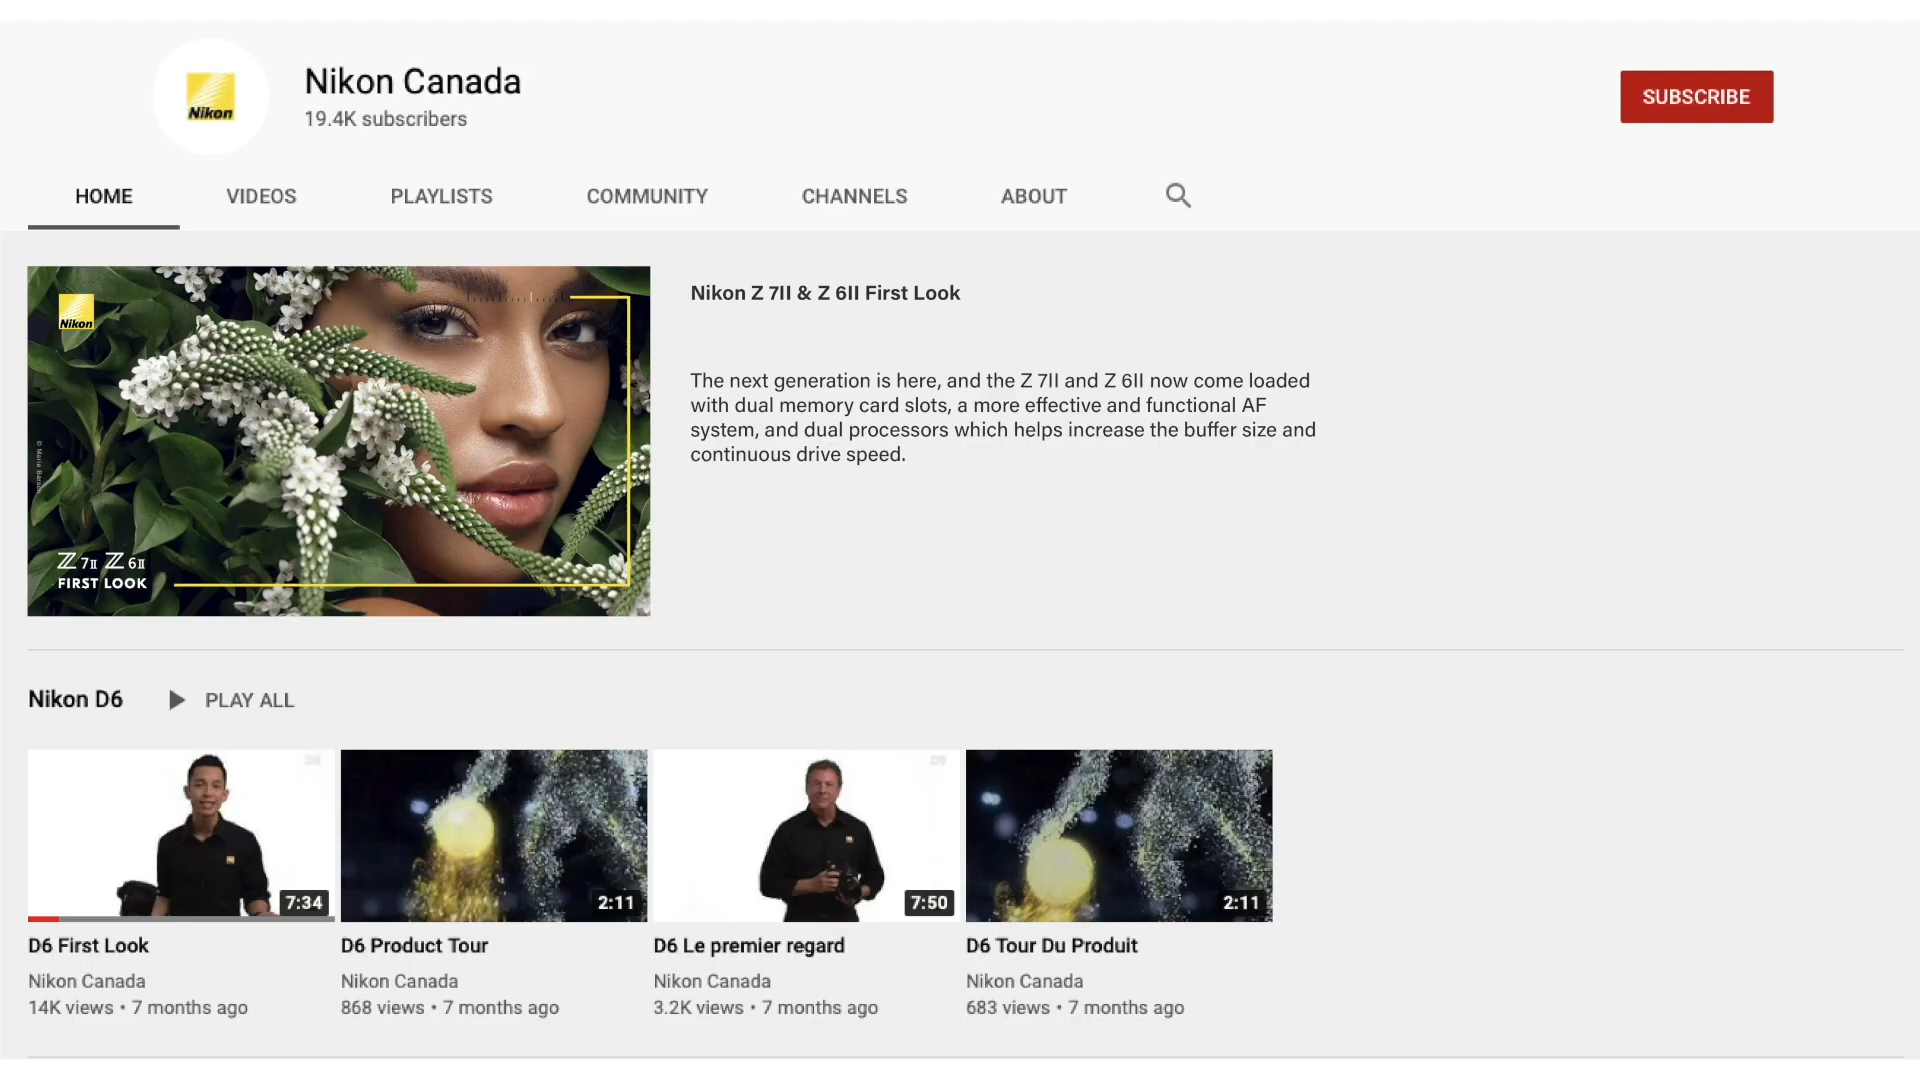 Nikon
Nikon Canada
19.4K subscribers
SUBSCRIBE
HOME
VIDEOS
PLAYLISTS
COMMUNITY
CHANNELS
ABOUT
Nikon
Z 7II Z 6II
FIRST LOOK
Nikon Z 7II & Z 6II First Look
The next generation is here, and the Z 7II and Z 6II now come loaded
with dual memory card slots, a more effective and functional AF
system, and dual processors which helps increase the buffer size and
continuous drive speed.
Nikon D6
PLAY ALL
D6
7:34
D6 First Look
Nikon Canada
14K views • 7 months ago
2:11
D6 Product Tour
Nikon Canada
868 views • 7 months ago
D6
7:50
D6 Le premier regard
Nikon Canada
3.2K views • 7 months ago
2:11
D6 Tour Du Produit
Nikon Canada
683 views • 7 months ago